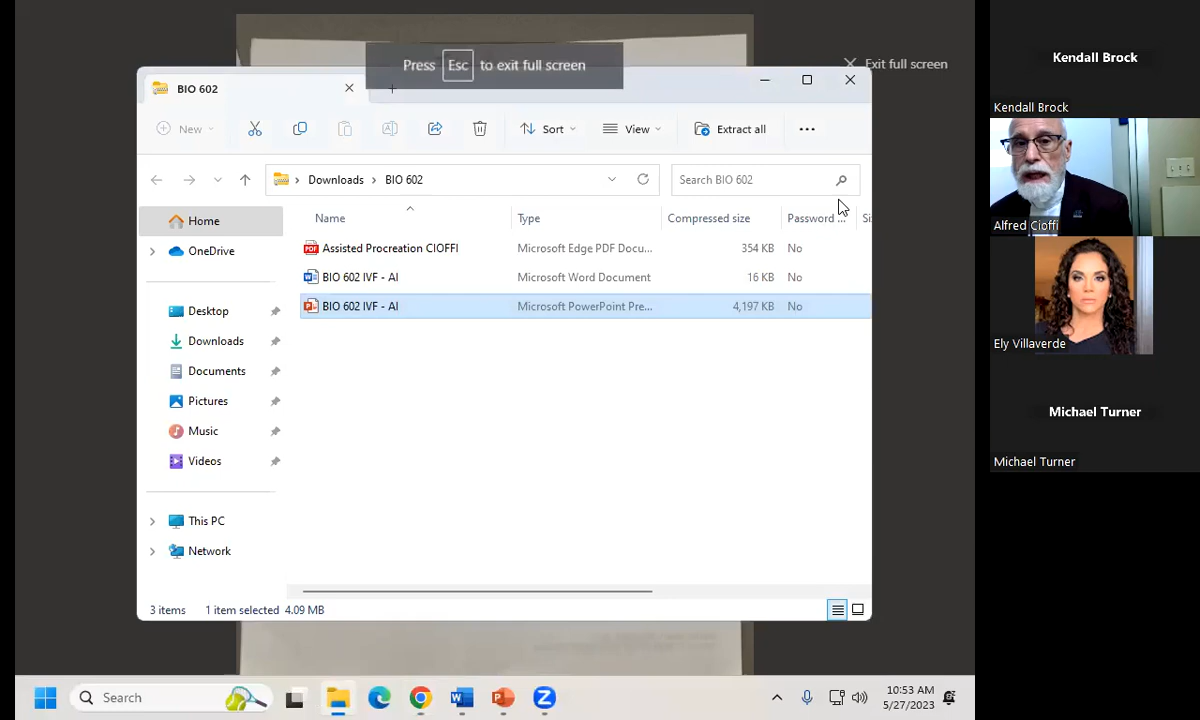 Press Esc to exit full screen
Exit full screen
BIO 602
New
Sort
View
Extract all
Downloads
BIO 602
Search BIO 602
Name
Type
Compressed size
Password ...
Si
Assisted Procreation CIOFFI
Microsoft Edge PDF Docu...
354 KB
No
BIO 602 IVF - AI
Microsoft Word Document
16 KB
No
BIO 602 IVF - AI
Microsoft PowerPoint Pre...
4,197 KB
No
Home
OneDrive
Desktop
Downloads
Documents
Pictures
Music
Videos
This PC
Network
3 items
1 item selected 4.09 MB
Search
10:53 AM
5/27/2023
Kendall Brock
Kendall Brock
Alfred Cioffi
Ely Villaverde
Michael Turner
Michael Turner